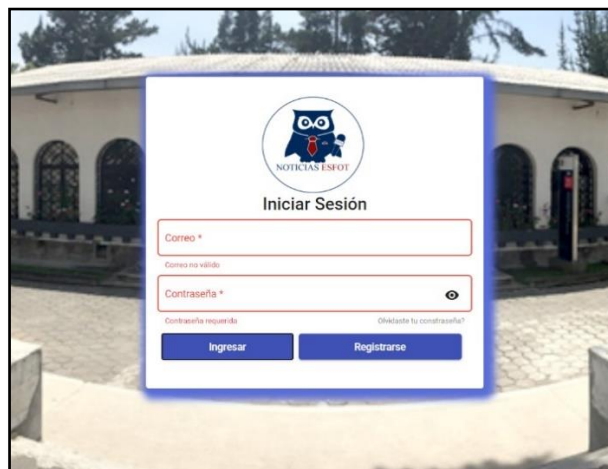 NOTICIAS ESFOT
Iniciar Sesión
Correo *
Correo no válido
Contraseña *
Contraseña requerida Olvidaste tu constraseña?
Ingresar Registrarse